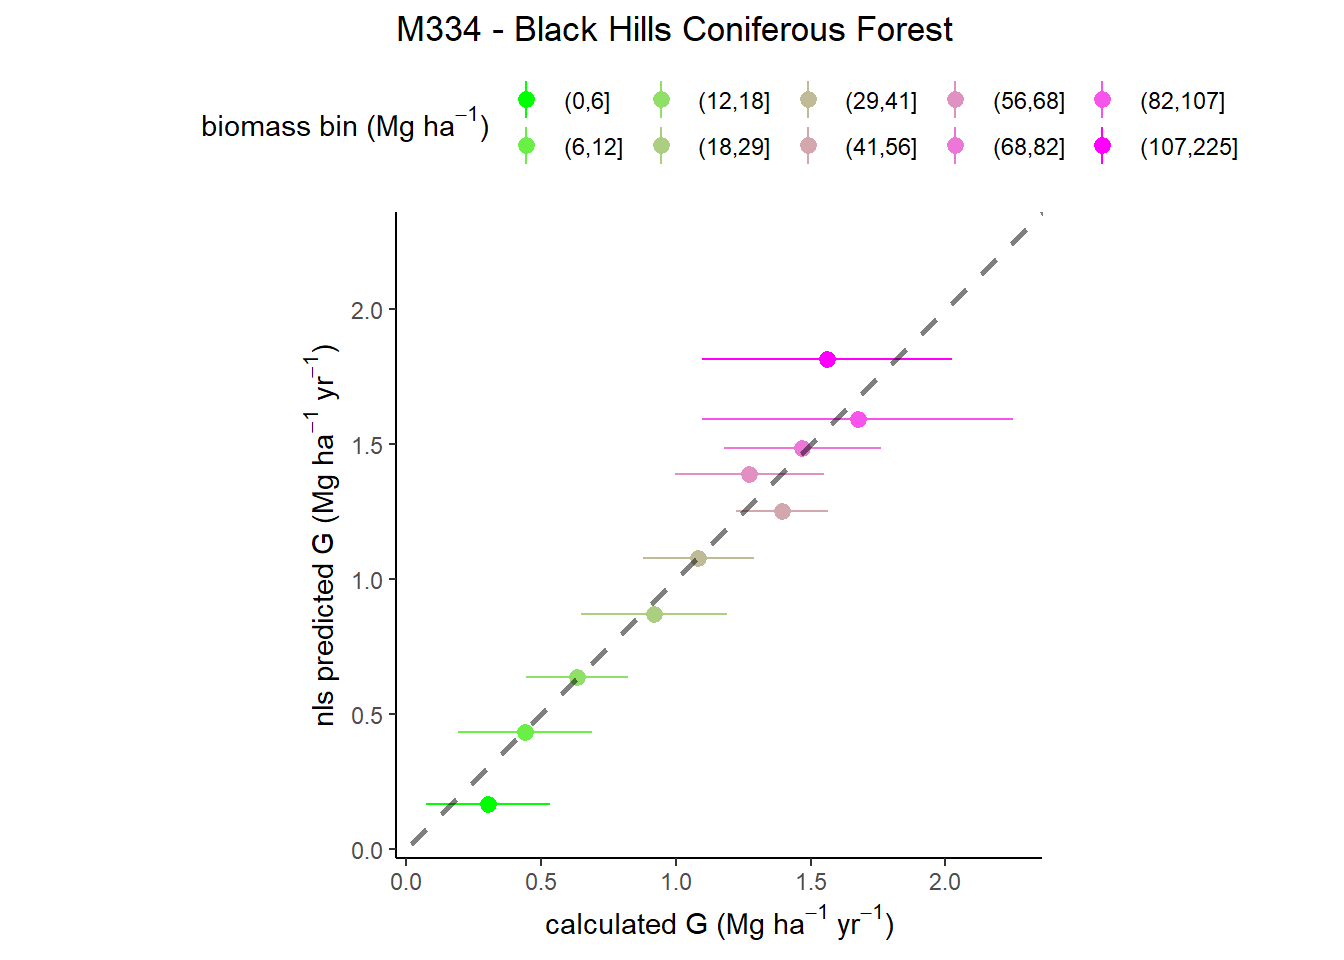 M334 - Black Hills Coniferous Forest
biomass bin (Mg ha⁻¹)
(0,6] (12,18] (29,41] (56,68] (82,107]
(6,12] (18,29] (41,56] (68,82] (107,225]
nls predicted G (Mg ha⁻¹ yr⁻¹)
2.0
1.5
1.0
0.5
0.0
0.0 0.5 1.0 1.5 2.0
calculated G (Mg ha⁻¹ yr⁻¹)